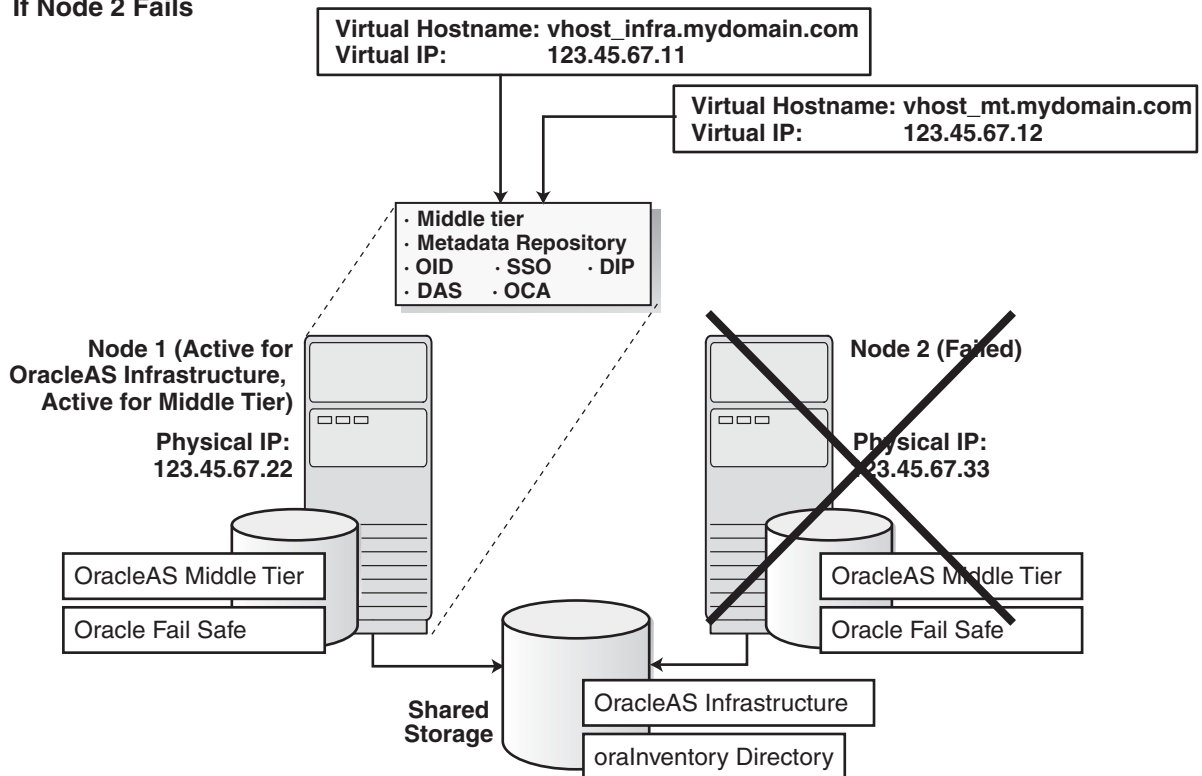 If Node 2 Fails
Virtual Hostname: vhost_infra.mydomain.com
Virtual IP: 123.45.67.11
Virtual Hostname: vhost_mt.mydomain.com
Virtual IP: 123.45.67.12
· Middle tier
· Metadata Repository
· OID · SSO · DIP
· DAS · OCA
Node 1 (Active for
OracleAS Infrastructure,
Active for Middle Tier)
Physical IP:
123.45.67.22
Node 2 (Failed)
Physical IP:
123.45.67.33
OracleAS Middle Tier
Oracle Fail Safe
OracleAS Middle Tier
Oracle Fail Safe
Shared
Storage
OracleAS Infrastructure
oraInventory Directory